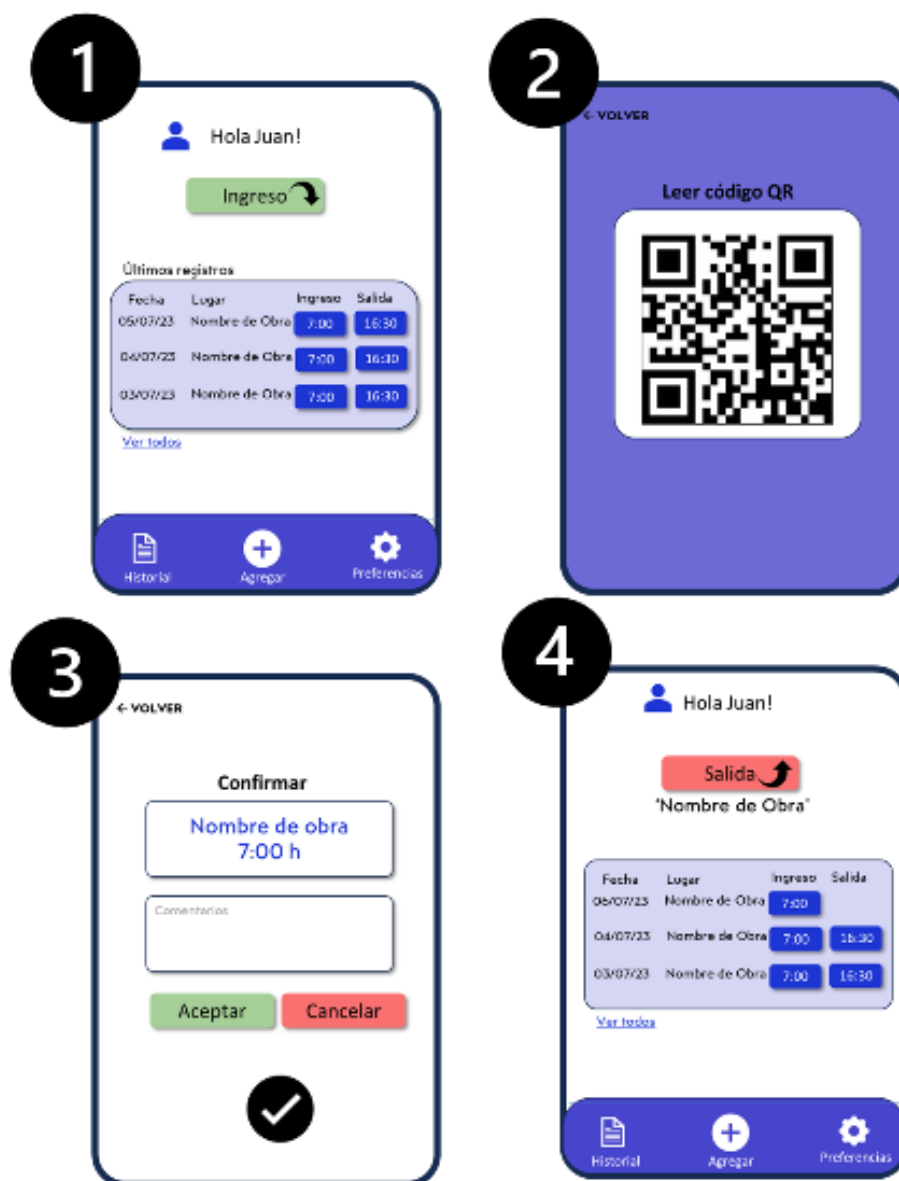 1
Hola Juan!
Ingreso
Últimos registros
Fecha Lugar Ingreso Salida
05/07/23 Nombre de Obra 7:00 16:30
04/07/23 Nombre de Obra 7:00 16:30
03/07/23 Nombre de Obra 7:00 16:30
Ver todos
Historial Agregar Preferencias
2
← VOLVER
Leer código QR
3
← VOLVER
Confirmar
Nombre de obra
7:00 h
Comentarios
Aceptar Cancelar
4
Hola Juan!
Salida
"Nombre de Obra"
Fecha Lugar Ingreso Salida
06/07/23 Nombre de Obra 7:00
04/07/23 Nombre de Obra 7:00 16:30
03/07/23 Nombre de Obra 7:00 16:30
Ver todos
Historial Agregar Preferencias